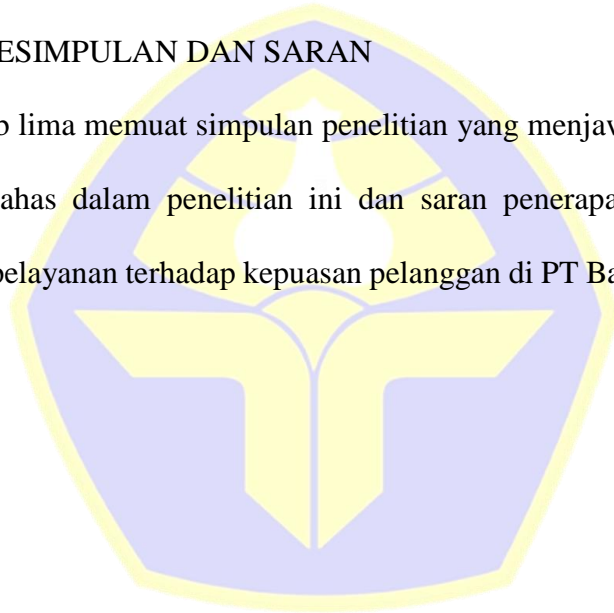 ESIMPULAN DAN SARAN
b lima memuat simpulan penelitian yang menjav
ahas dalam penelitian ini dan saran penerapa
pelayanan terhadap kepuasan pelanggan di PT Ba